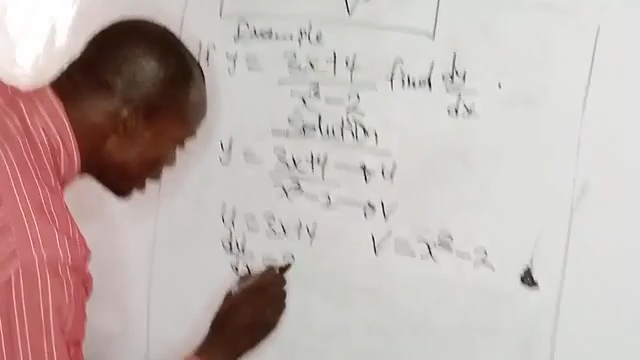 Example
If y = 3x+4 find dy
x² - 2 dx
Solution
y = 3x+4 → u
x² - 2 → v
u = 3x+4 v = x² - 2
du
dx = 3